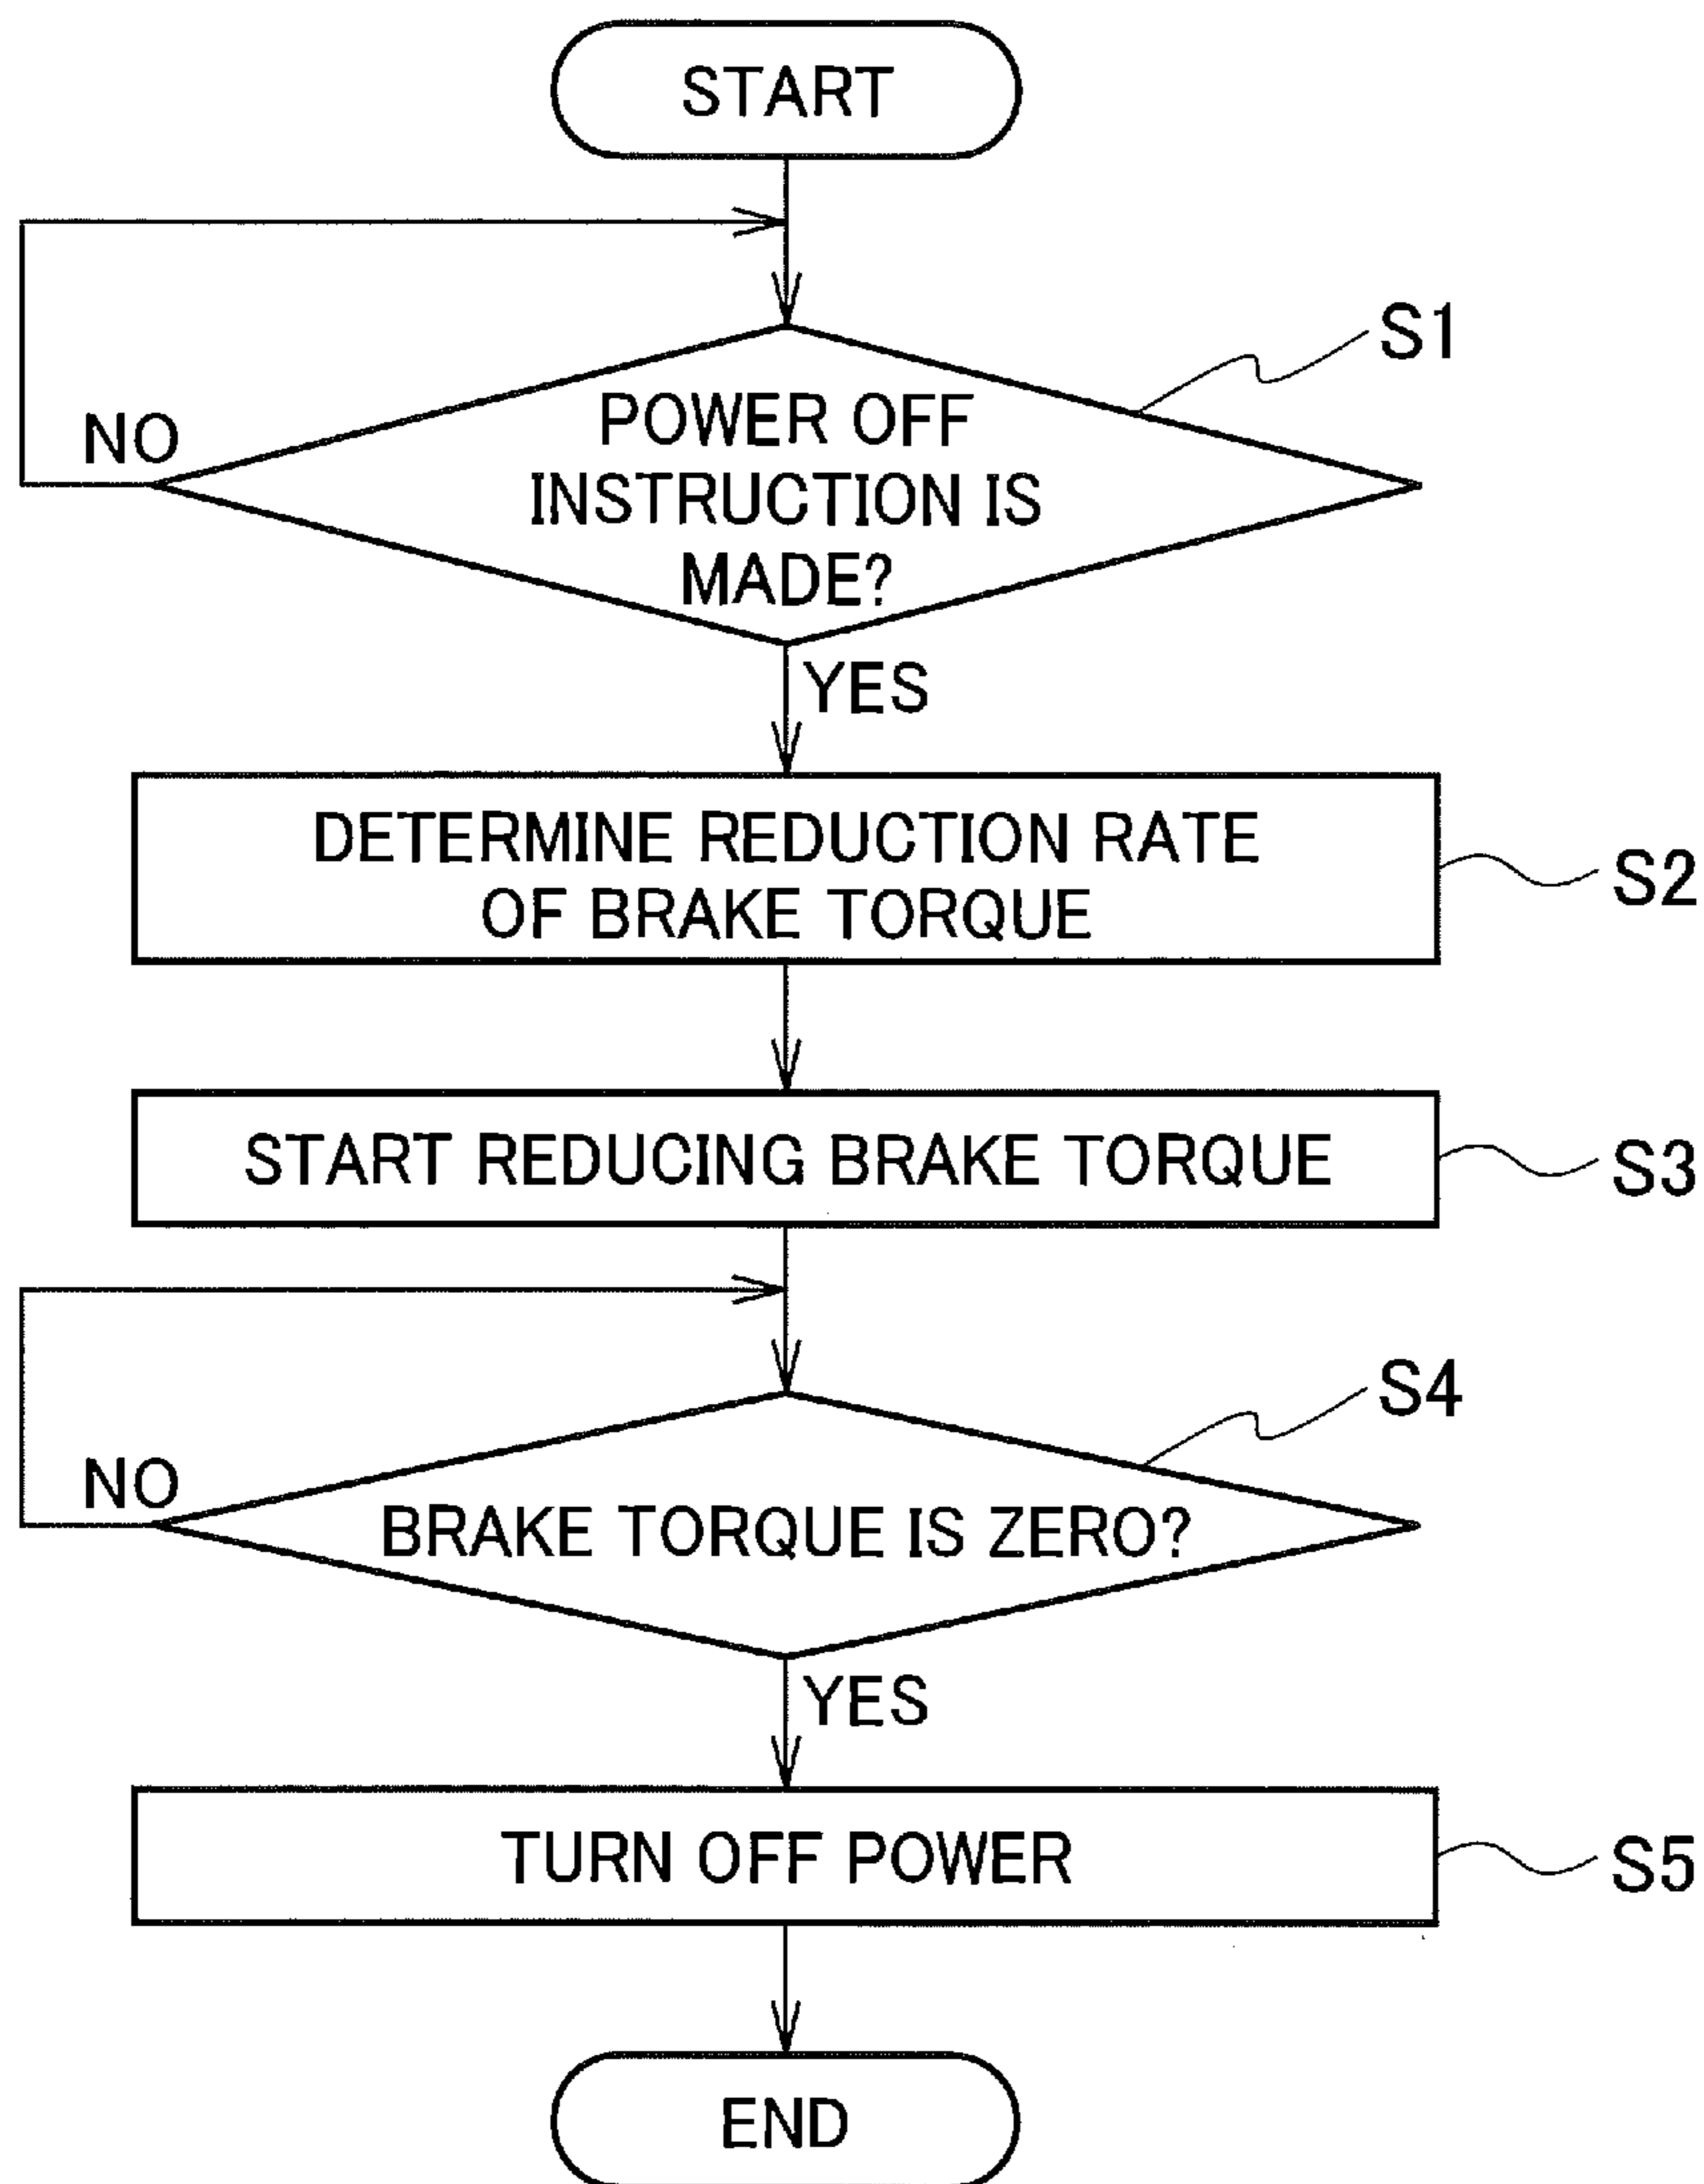 START
S1
NO
POWER OFF
INSTRUCTION IS
MADE?
YES
DETERMINE REDUCTION RATE
OF BRAKE TORQUE
S2
START REDUCING BRAKE TORQUE
S3
S4
NO
BRAKE TORQUE IS ZERO?
YES
TURN OFF POWER
S5
END